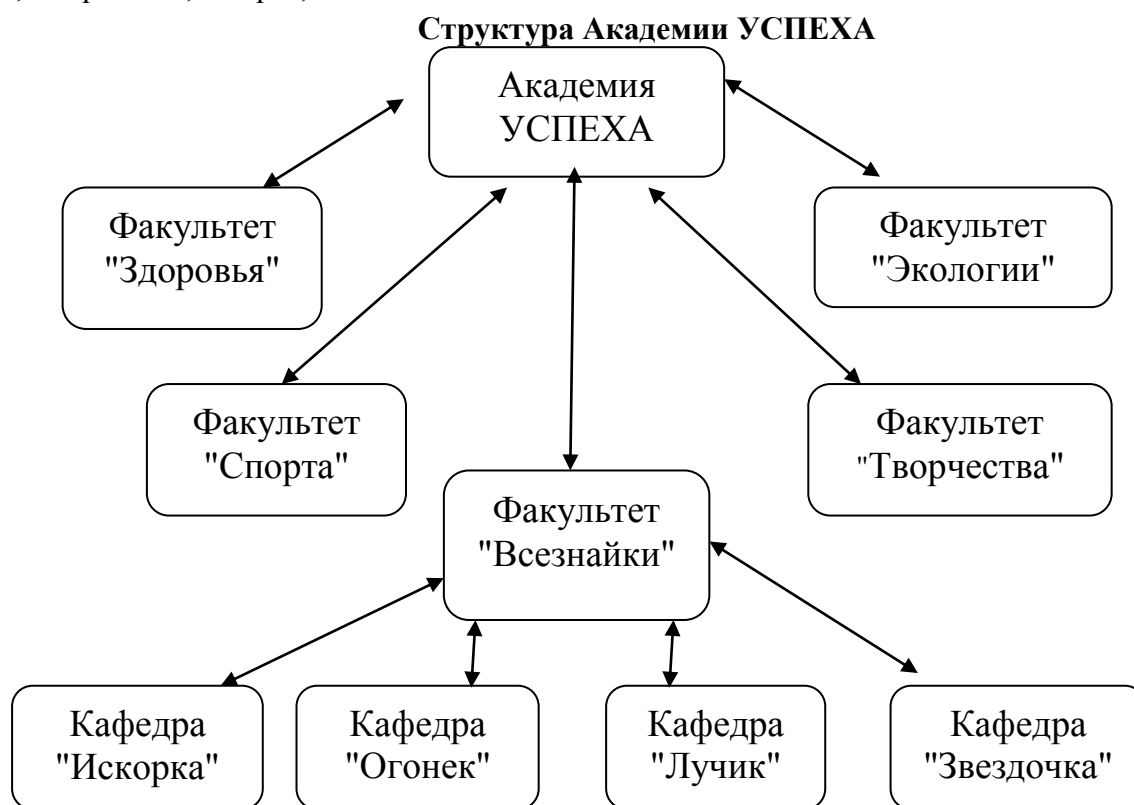 Структура Академии УСПЕХА
Академия
УСПЕХА
Факультет
"Здоровья"
Факультет
"Экологии"
Факультет
"Спорта"
Факультет
"Творчества"
Факультет
"Всезнайки"
Кафедра
"Искорка"
Кафедра
"Огонек"
Кафедра
"Лучик"
Кафедра
"Звездочка"